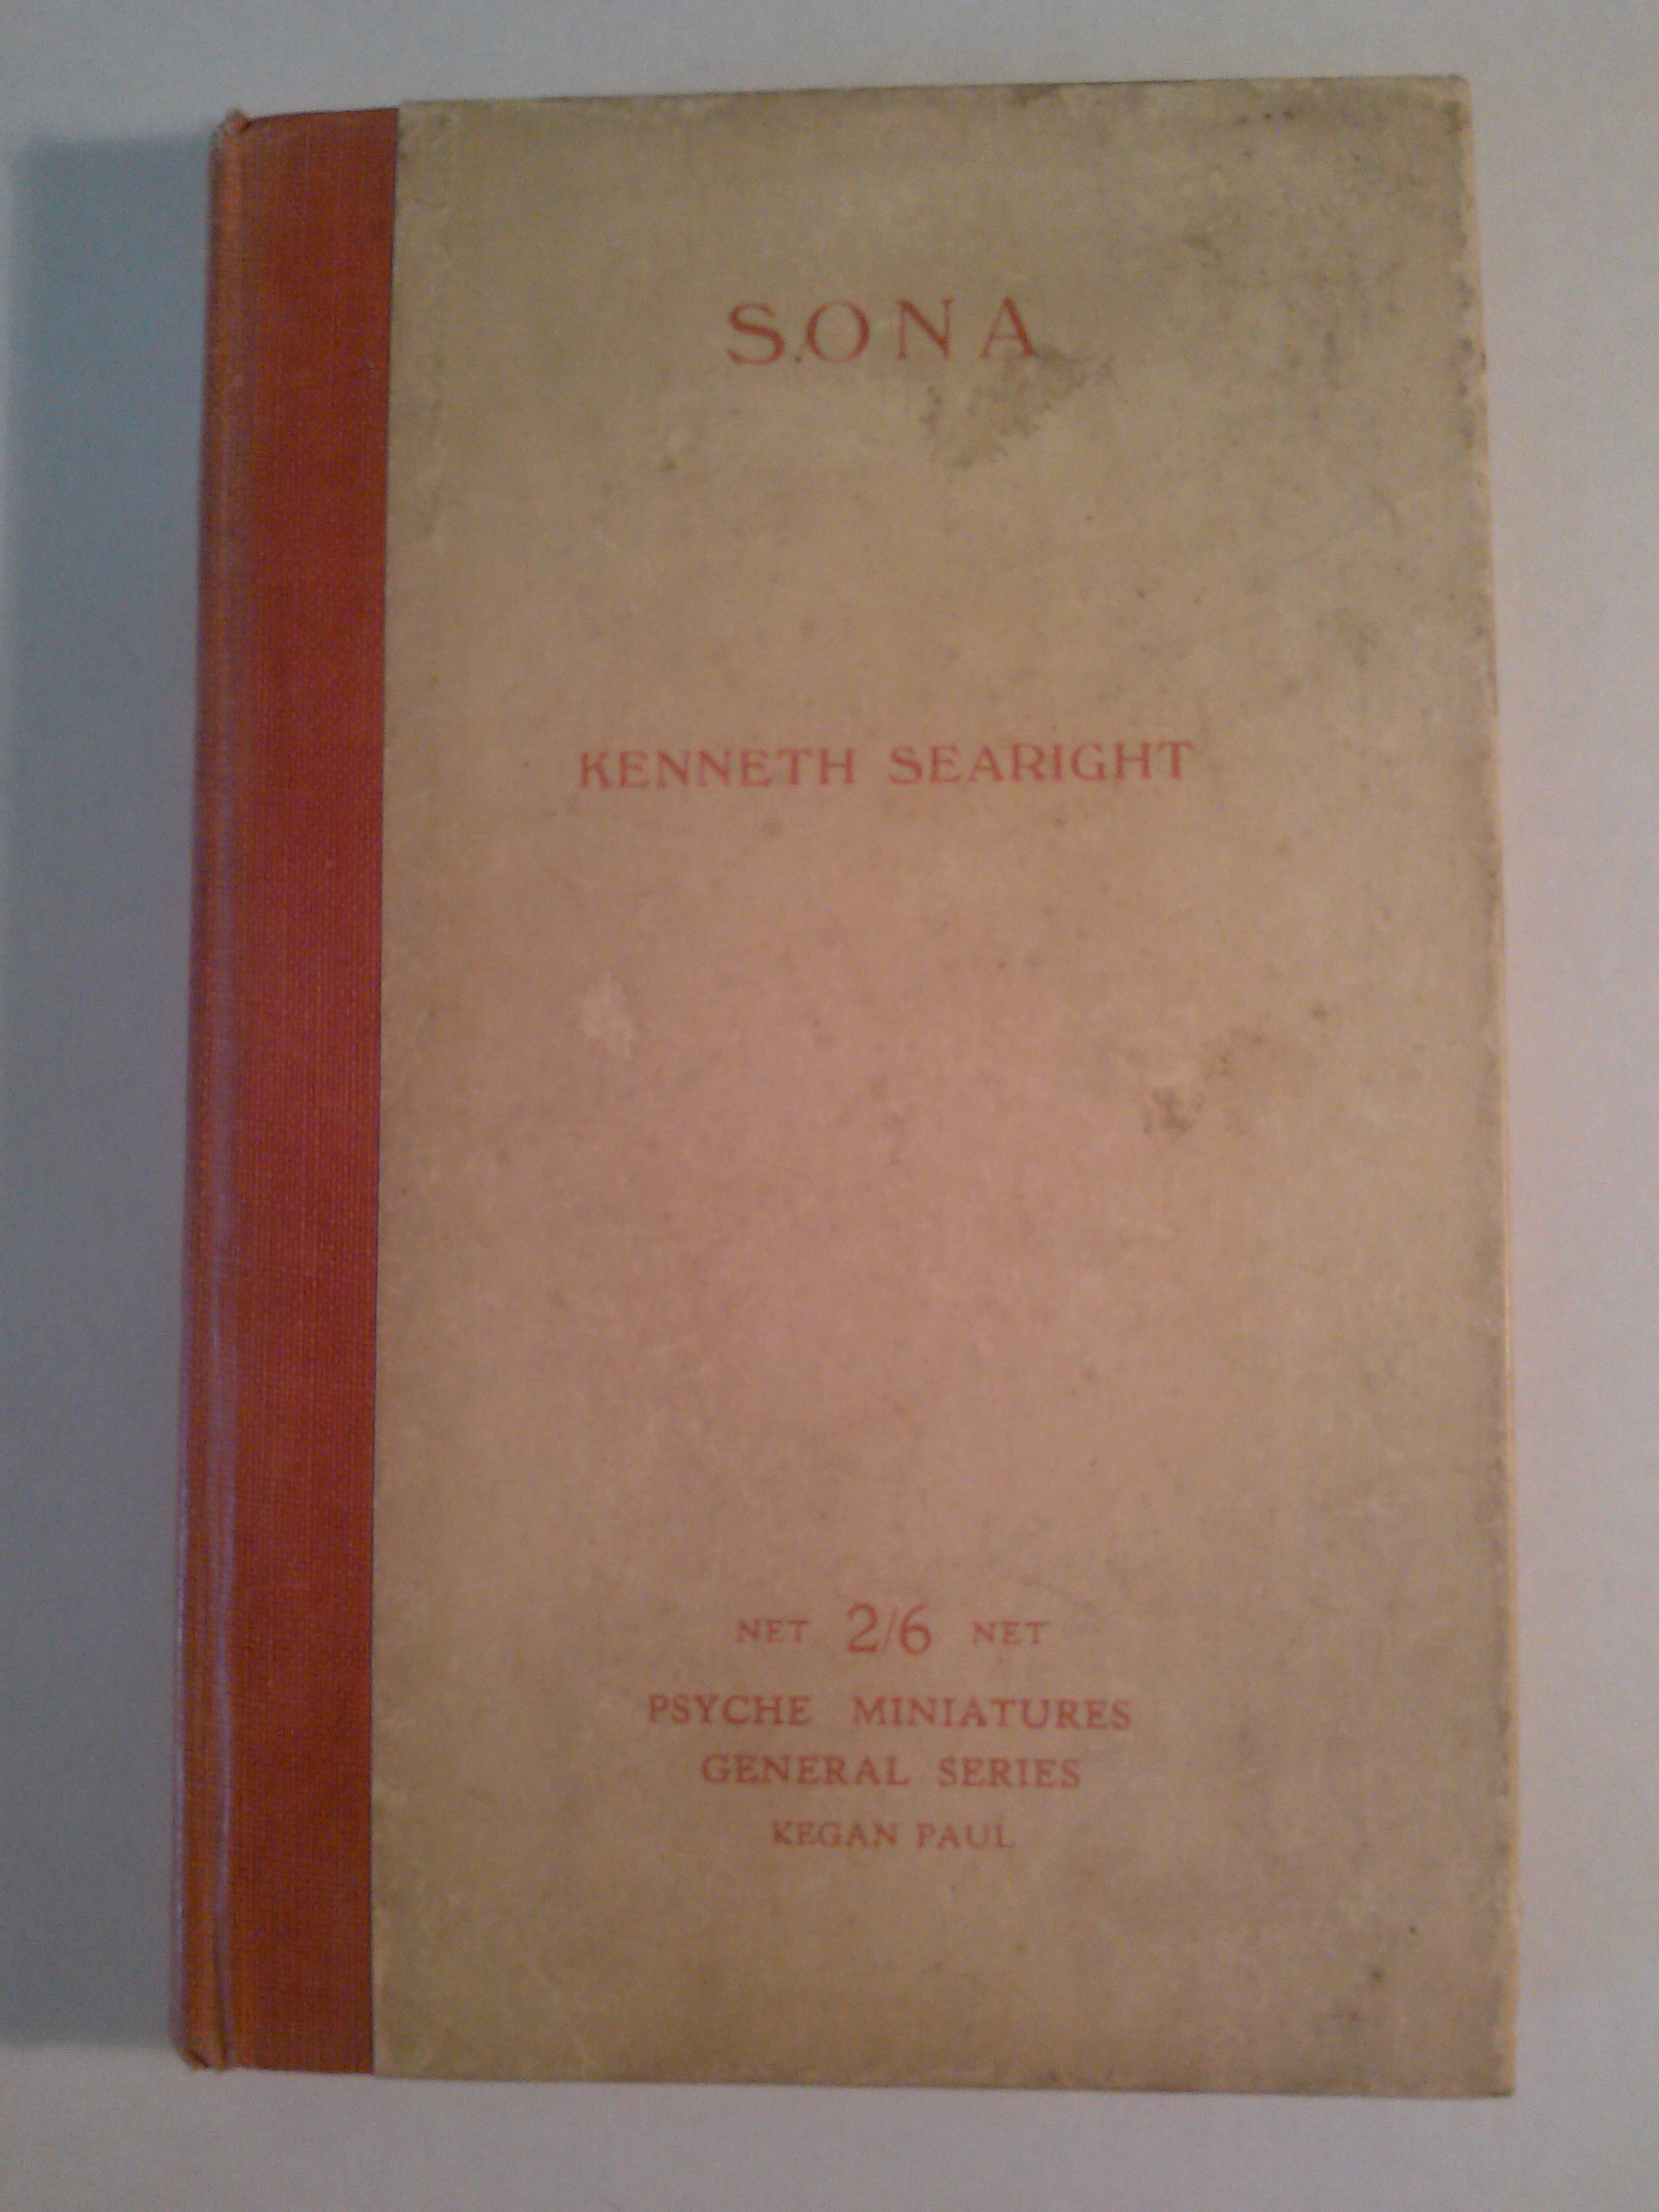 SONA
KENNETH SEARIGHT
NET 2/6 NET
PSYCHE MINIATURES
GENERAL SERIES
KEGAN PAUL